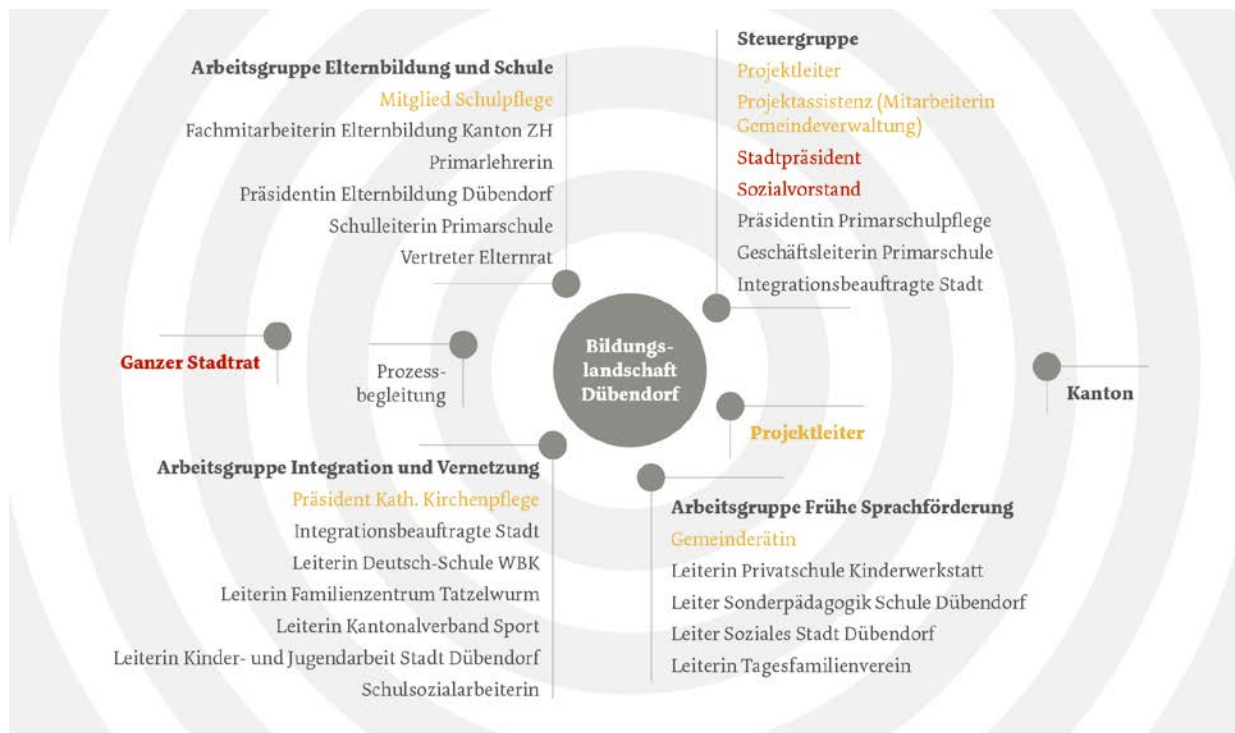 Arbeitsgruppe Elternbildung und Schule
Mitglied Schulpflege
Fachmitarbeiterin Elternbildung Kanton ZH
Primarlehrerin
Präsidentin Elternbildung Dübendorf
Schulleiterin Primarschule
Vertreter Elternrat
Steuergruppe
Projektleiter
Projektassistenz (Mitarbeiterin
Gemeindeverwaltung)
Stadtpräsident
Sozialvorstand
Präsidentin Primarschulpflege
Geschäftsleiterin Primarschule
Integrationsbeauftragte Stadt
Ganzer Stadtrat
Prozess-
begleitung
Bildungs-
landschaft
Dübendorf
Projektleiter
Kanton
Arbeitsgruppe Integration und Vernetzung
Präsident Kath. Kirchenpflege
Integrationsbeauftragte Stadt
Leiterin Deutsch-Schule WBK
Leiterin Familienzentrum Tatzelwurm
Leiterin Kantonalverband Sport
Leiterin Kinder- und Jugendarbeit Stadt Dübendorf
Schulsozialarbeiterin
Arbeitsgruppe Frühe Sprachförderung
Gemeinderätin
Leiterin Privatschule Kinderwerkstatt
Leiter Sonderpädagogik Schule Dübendorf
Leiter Soziales Stadt Dübendorf
Leiterin Tagesfamilienverein